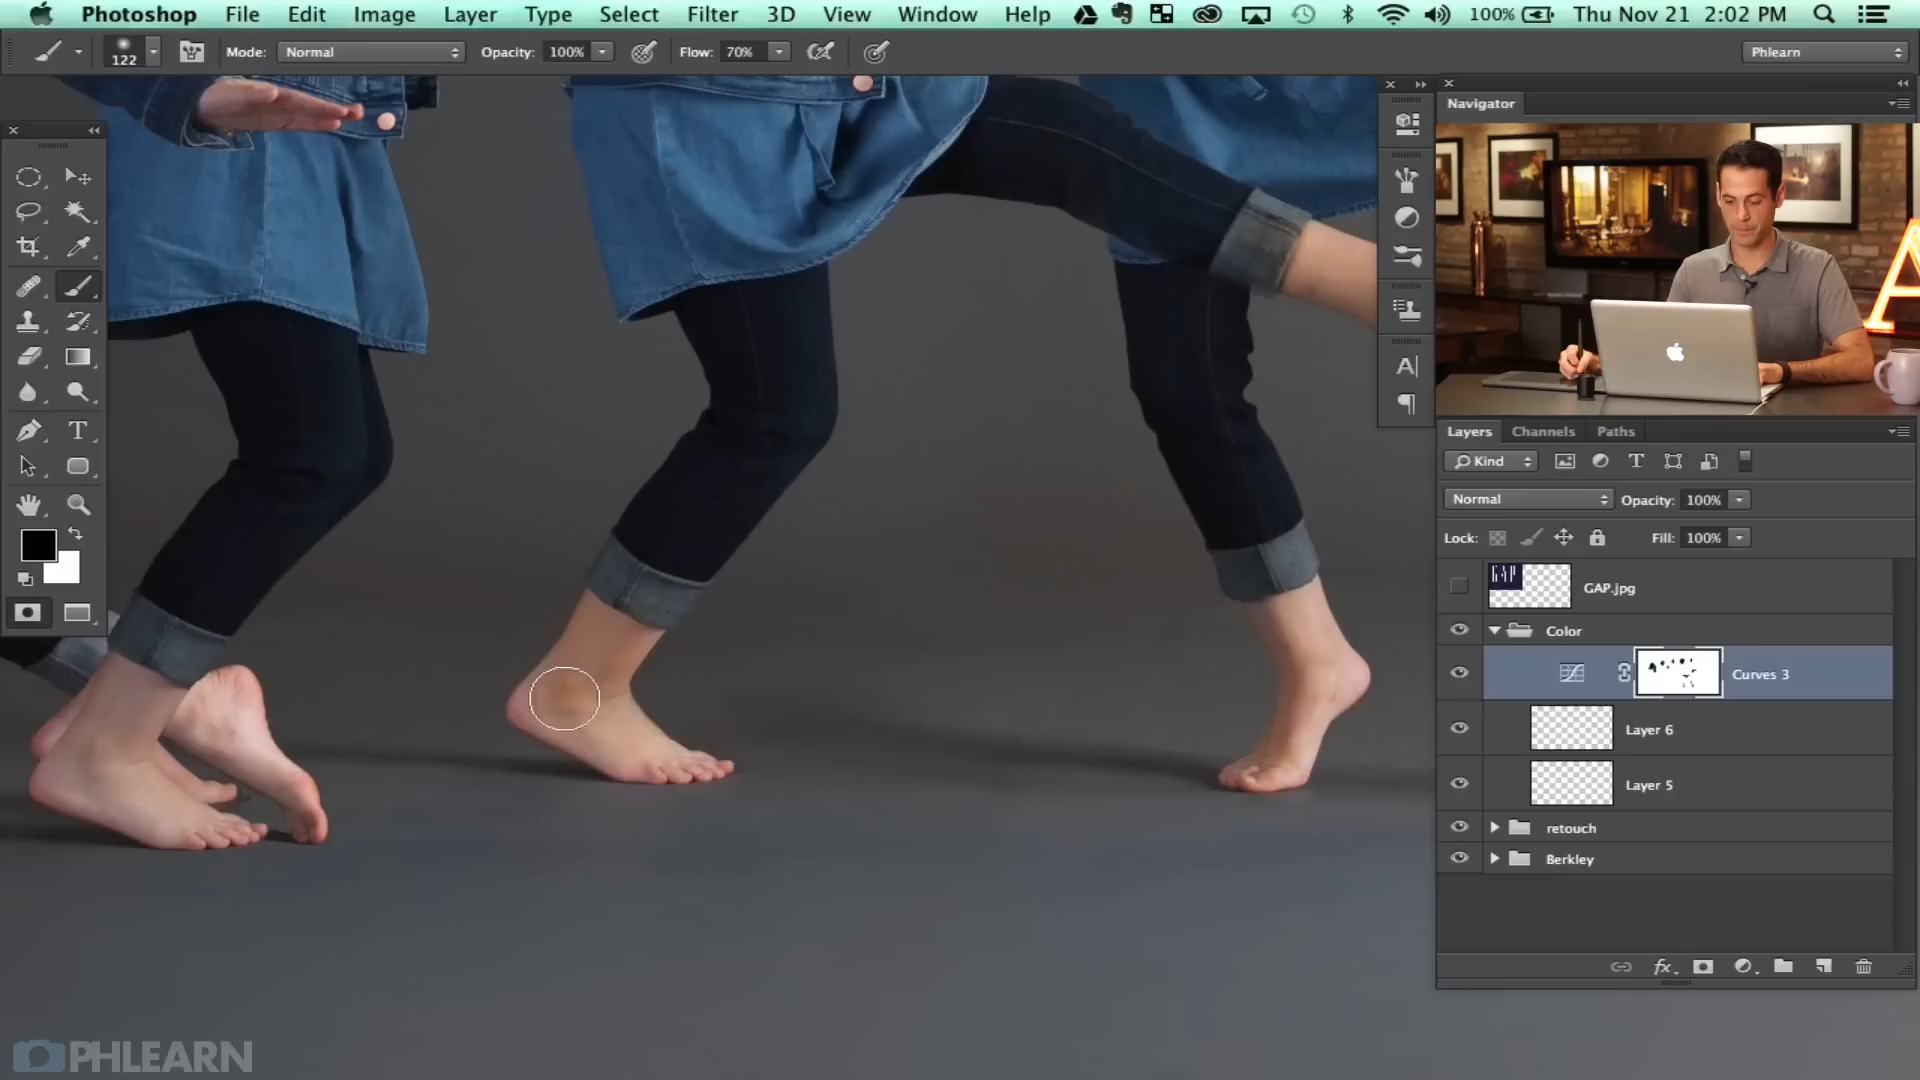 Photoshop File Edit Image Layer Type Select Filter 3D View Window Help 100% Thu Nov 21 2:02 PM
122 Mode: Normal Opacity: 100% Flow: 70% Phlearn
Navigator
A
Layers Channels Paths
Kind
Normal Opacity: 100%
Lock: Fill: 100%
GAP GAP.jpg
Color
Curves 3
Layer 6
Layer 5
retouch
Berkley
fx
PHLEARN